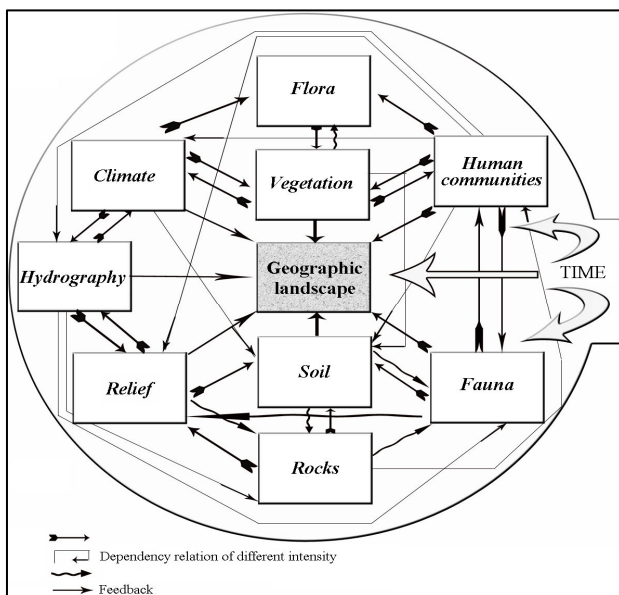 Flora
Climate
Vegetation
Human
communities
Hydrography
Geographic
landscape
TIME
Relief
Soil
Fauna
Rocks
Dependency relation of different intensity
Feedback